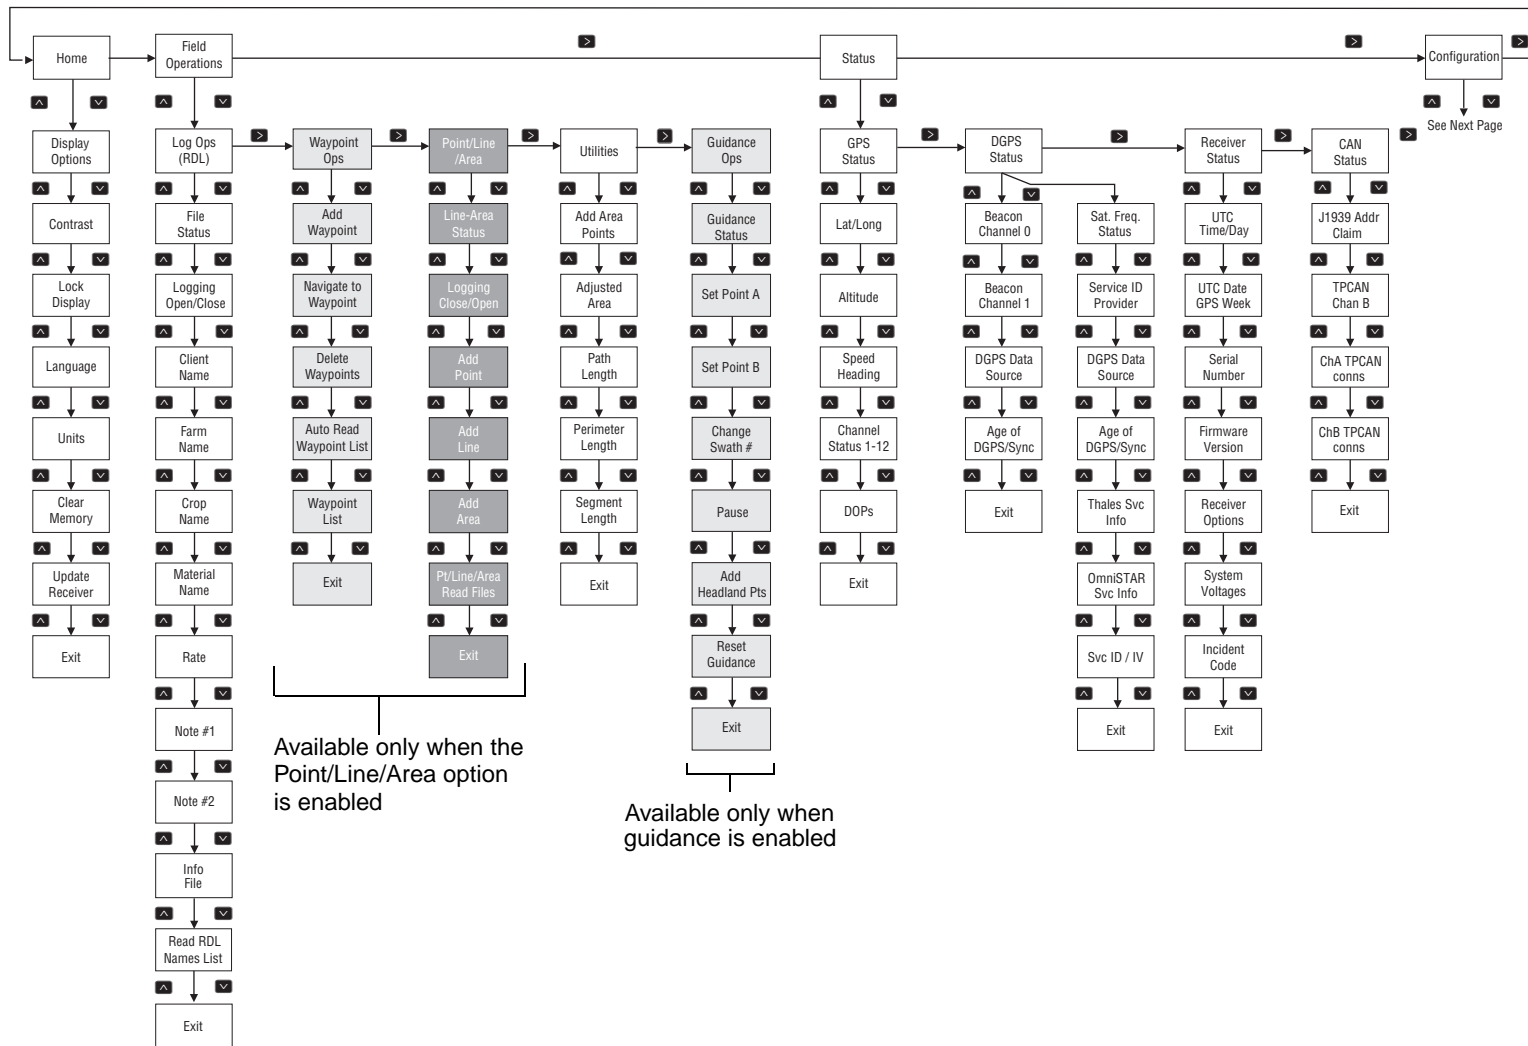 Home
Field
Operations
Status
Configuration
See Next Page
Display
Options
Contrast
Lock
Display
Language
Units
Clear
Memory
Update
Receiver
Exit
Log Ops
(RDL)
File
Status
Logging
Open/Close
Client
Name
Farm
Name
Crop
Name
Material
Name
Rate
Note #1
Note #2
Info
File
Read RDL
Names List
Exit
Waypoint
Ops
Add
Waypoint
Navigate to
Waypoint
Delete
Waypoints
Auto Read
Waypoint List
Waypoint
List
Exit
Point/Line
/Area
Line-Area
Status
Logging
Close/Open
Add
Point
Add
Line
Add
Area
Pt/Line/Area
Read Files
Exit
Available only when the
Point/Line/Area option
is enabled
Utilities
Add Area
Points
Adjusted
Area
Path
Length
Perimeter
Length
Segment
Length
Exit
Guidance
Ops
Guidance
Status
Set Point A
Set Point B
Change
Swath #
Pause
Add
Headland Pts
Reset
Guidance
Exit
Available only when
guidance is enabled
GPS
Status
Lat/Long
Altitude
Speed
Heading
Channel
Status 1-12
DOPs
Exit
DGPS
Status
Beacon
Channel 0
Beacon
Channel 1
DGPS Data
Source
Age of
DGPS/Sync
Exit
Sat. Freq.
Status
Service ID
Provider
DGPS Data
Source
Age of
DGPS/Sync
Thales Svc
Info
OmniSTAR
Svc Info
Svc ID / IV
Exit
Receiver
Status
UTC
Time/Day
UTC Date
GPS Week
Serial
Number
Firmware
Version
Receiver
Options
System
Voltages
Incident
Code
Exit
CAN
Status
J1939 Addr
Claim
TPCAN
Chan B
ChA TPCAN
conns
ChB TPCAN
conns
Exit